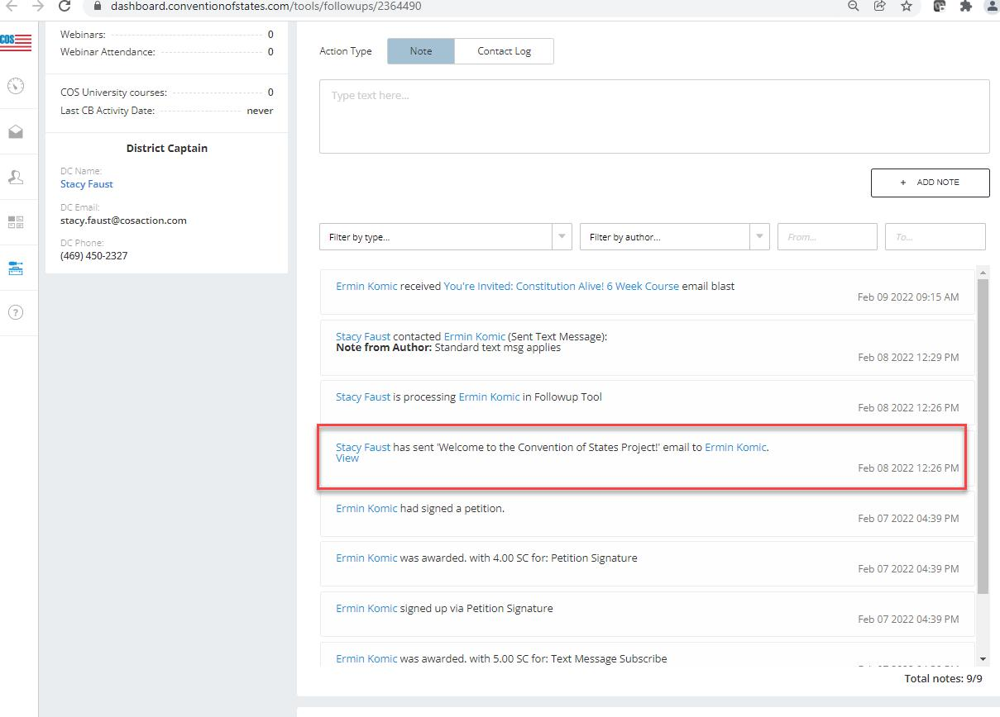 dashboard.conventionofstates.com/tools/followups/2364490
COS
Webinars: 0
Webinar Attendance: 0
COS University courses: 0
Last CB Activity Date: never
District Captain
DC Name:
Stacy Faust
DC Email:
stacy.faust@cosaction.com
DC Phone:
(469) 450-2327
Action Type Note Contact Log
Type text here...
+ ADD NOTE
Filter by type... Filter by author... From... To...
Ermin Komic received You're Invited: Constitution Alive! 6 Week Course email blast
Feb 09 2022 09:15 AM
Stacy Faust contacted Ermin Komic (Sent Text Message):
Note from Author: Standard text msg applies
Feb 08 2022 12:29 PM
Stacy Faust is processing Ermin Komic in Followup Tool
Feb 08 2022 12:26 PM
Stacy Faust has sent 'Welcome to the Convention of States Project!' email to Ermin Komic.
View
Feb 08 2022 12:26 PM
Ermin Komic had signed a petition.
Feb 07 2022 04:39 PM
Ermin Komic was awarded. with 4.00 SC for: Petition Signature
Feb 07 2022 04:39 PM
Ermin Komic signed up via Petition Signature
Feb 07 2022 04:39 PM
Ermin Komic was awarded. with 5.00 SC for: Text Message Subscribe
Total notes: 9/9